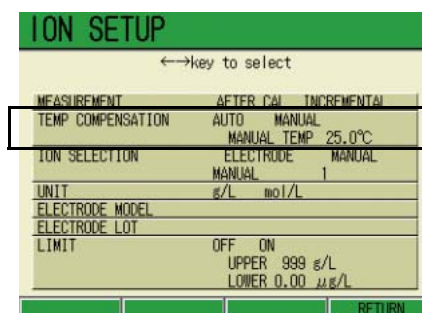 ION SETUP
←→key to select
MEASUREMENT AFTER CAL INCREMENTAL
TEMP COMPENSATION AUTO MANUAL
MANUAL TEMP 25.0℃
ION SELECTION ELECTRODE MANUAL
MANUAL 1
UNIT g/L mol/L
ELECTRODE MODEL
ELECTRODE LOT
LIMIT OFF ON
UPPER 999 g/L
LOWER 0.00 μg/L
RETURN